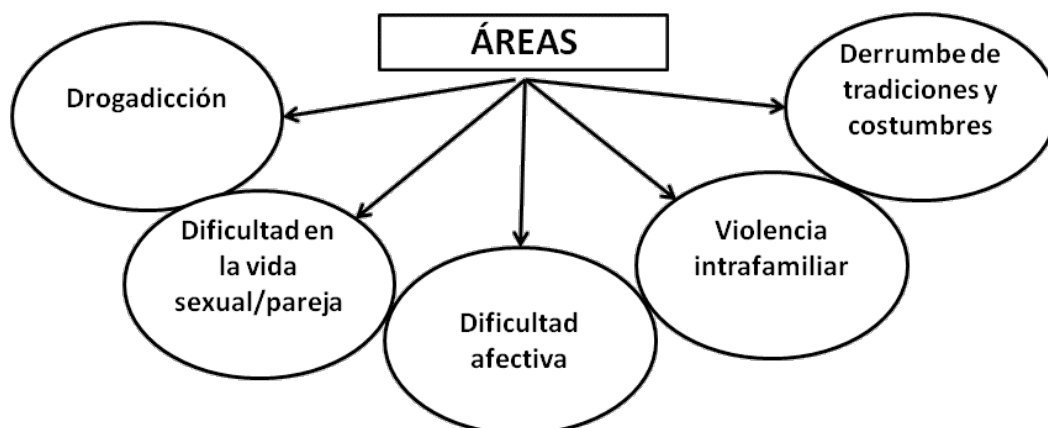 ÁREAS
Drogadicción
Dificultad en
la vida
sexual/pareja
Dificultad
afectiva
Violencia
intrafamiliar
Derrumbe de
tradiciones y
costumbres